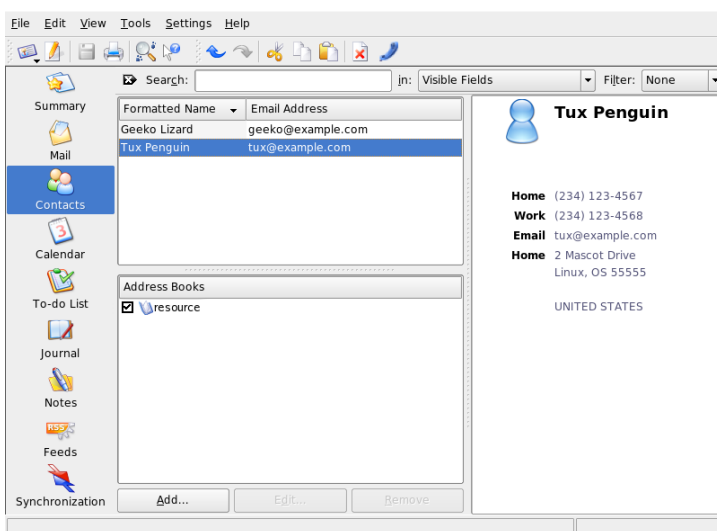 File Edit View Tools Settings Help
Search: in: Visible Fields Filter: None
Summary
Mail
Contacts
Calendar
To-do List
Journal
Notes
RSS
Feeds
Synchronization
Formatted Name Email Address
Geeko Lizard geeko@example.com
Tux Penguin tux@example.com
Address Books
resource
Add... Edit... Remove
Tux Penguin
Home (234) 123-4567
Work (234) 123-4568
Email tux@example.com
Home 2 Mascot Drive
Linux, OS 55555
UNITED STATES